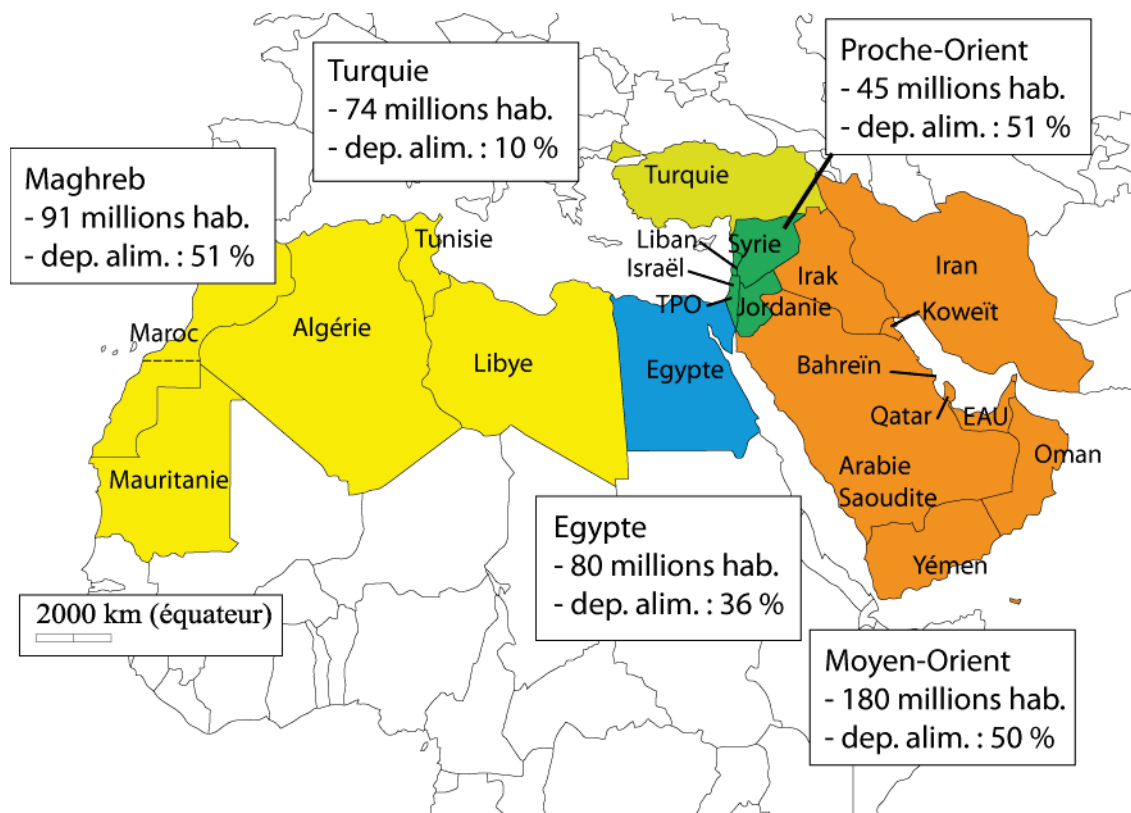 Turquie
- 74 millions hab.
- dep. alim. : 10 %
Proche-Orient
- 45 millions hab.
- dep. alim. : 51 %
Maghreb
- 91 millions hab.
- dep. alim. : 51 %
Turquie
Tunisie
Liban
Syrie
Israël
Irak
Iran
TPO
Jordanie
Koweït
Maroc
Algérie
Libye
Egypte
Bahreïn
Qatar
EAU
Oman
Mauritanie
Arabie
Saoudite
Yémen
Egypte
- 80 millions hab.
- dep. alim. : 36 %
2000 km (équateur)
Moyen-Orient
- 180 millions hab.
- dep. alim. : 50 %